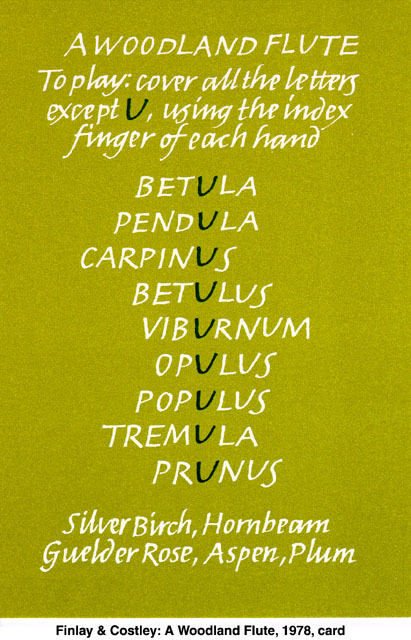 A WOODLAND FLUTE
To play: cover all the letters
except U, using the index
finger of each hand
BETULA
PENDULA
CARPINUS
BETULUS
VIBURNUM
OPULUS
POPULUS
TREMULA
PRUNUS
Silver Birch, Hornbeam
Guelder Rose, Aspen, Plum
Finlay & Costley: A Woodland Flute, 1978, card